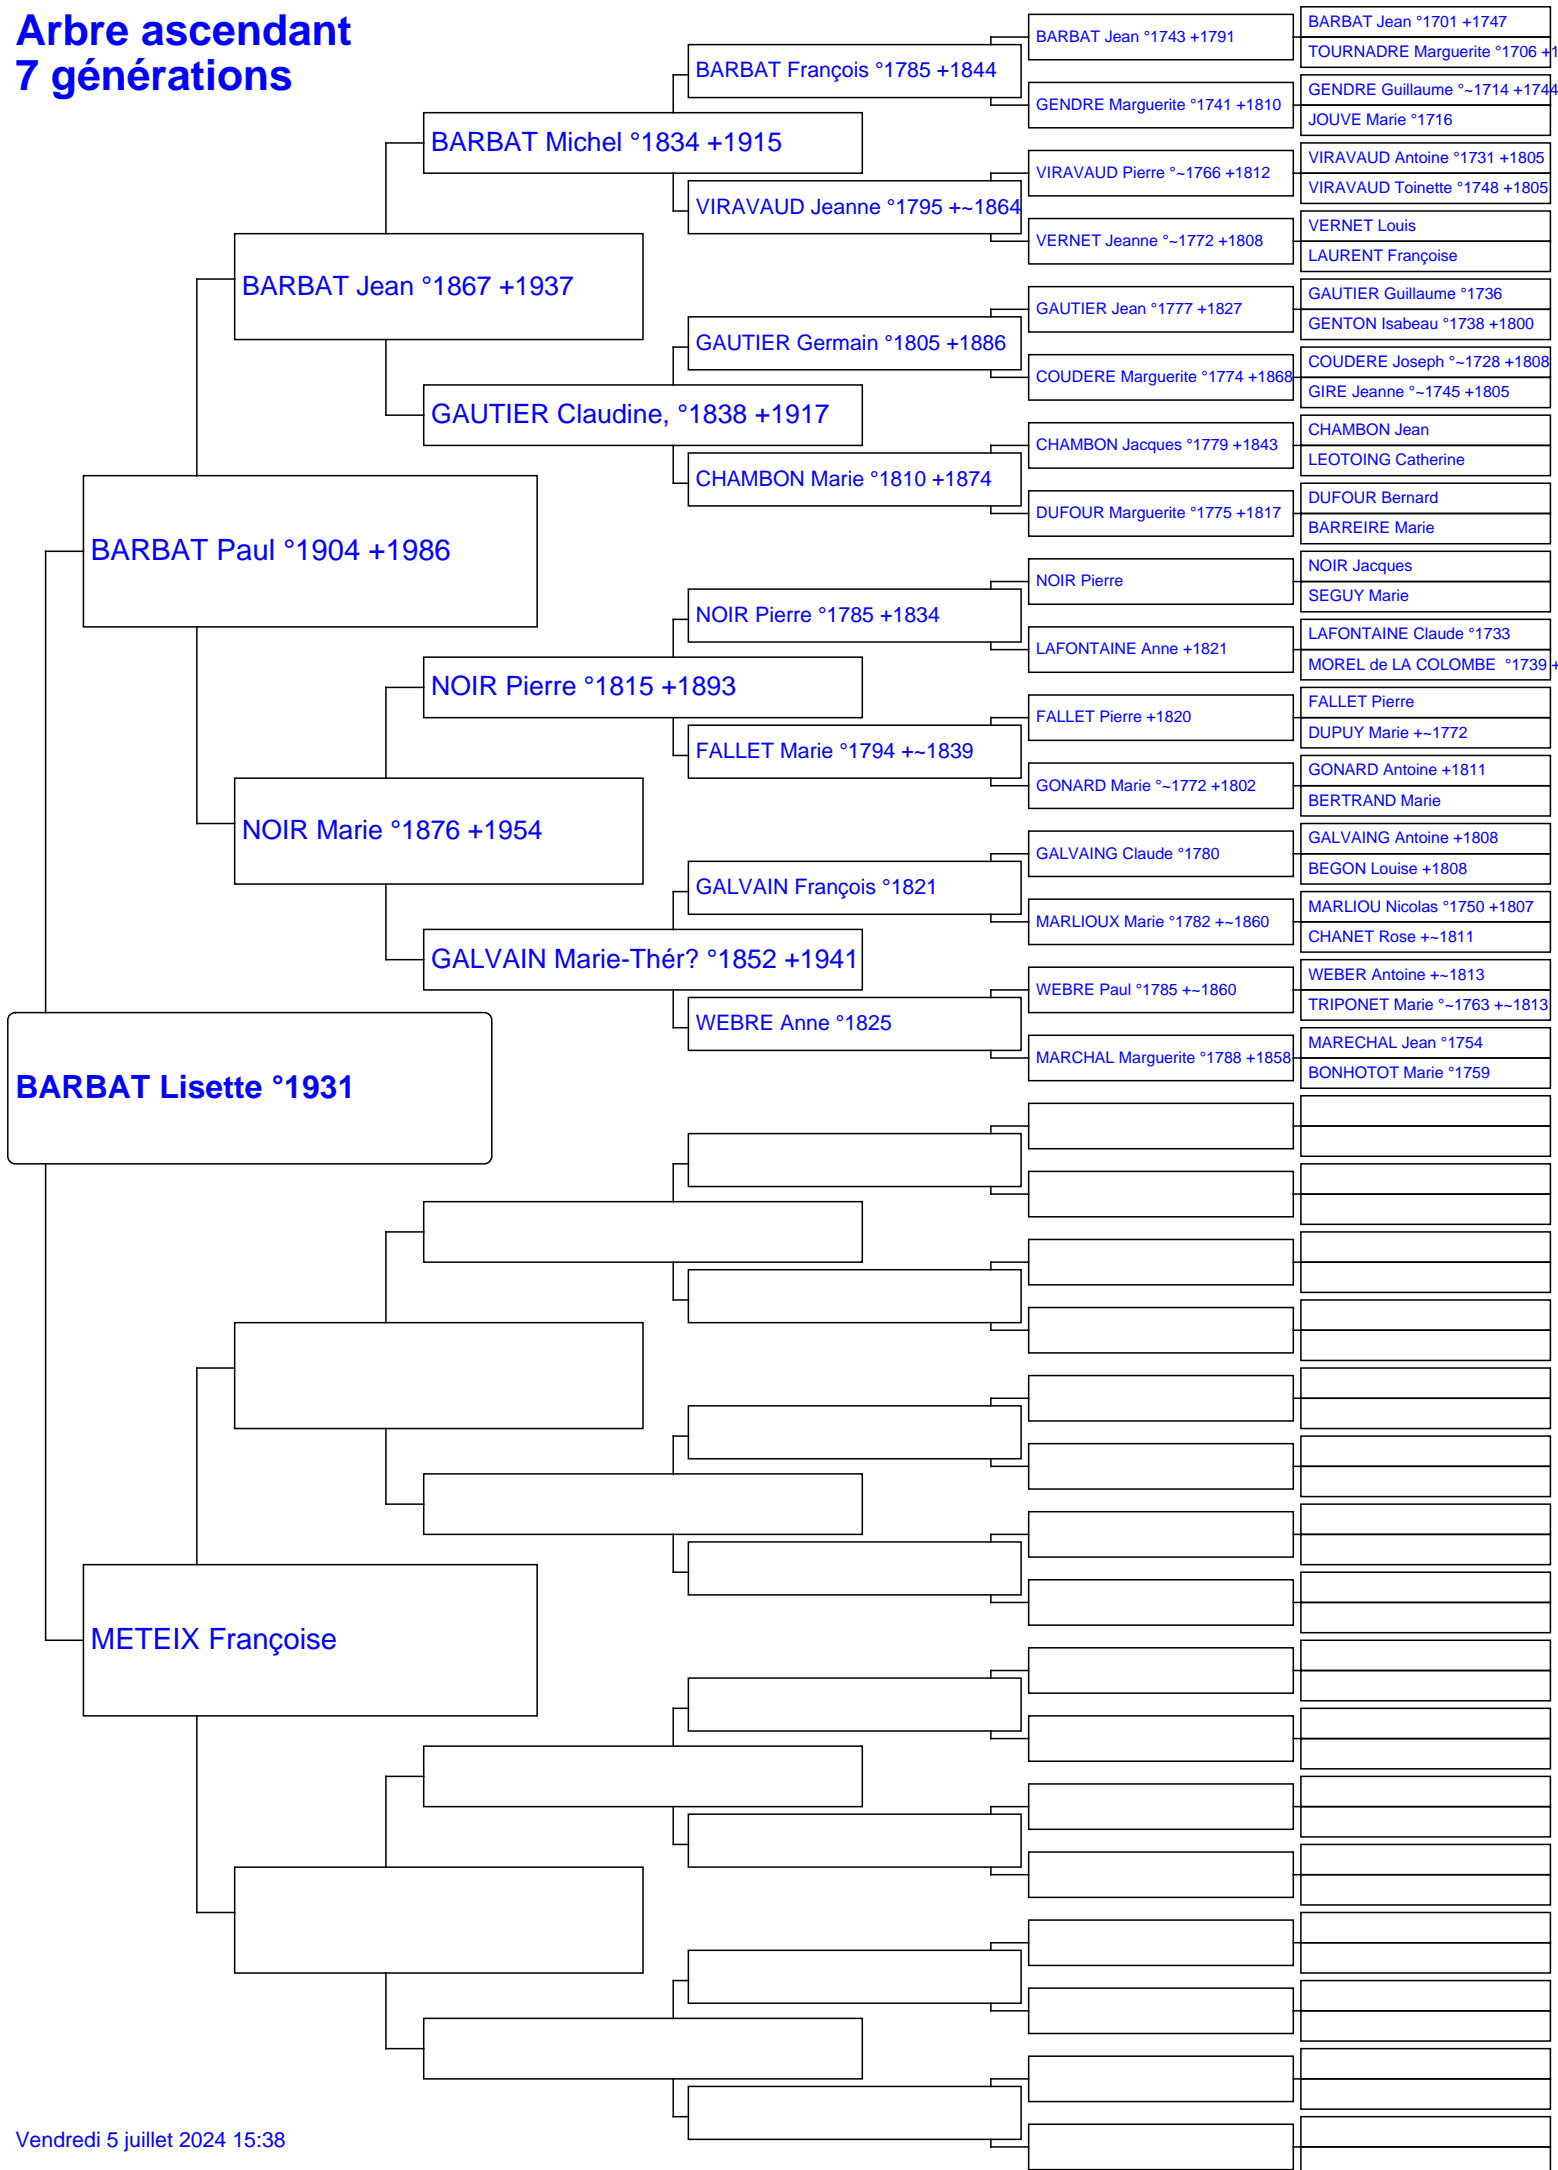 Arbre ascendant
7 générations
BARBAT Lisette °1931
BARBAT Paul °1904 +1986
METEIX Françoise
BARBAT Jean °1867 +1937
NOIR Marie °1876 +1954
BARBAT Michel °1834 +1915
GAUTIER Claudine, °1838 +1917
NOIR Pierre °1815 +1893
GALVAIN Marie-Thér? °1852 +1941
BARBAT François °1785 +1844
VIRAVAUD Jeanne °1795 +~1864
GAUTIER Germain °1805 +1886
CHAMBON Marie °1810 +1874
NOIR Pierre °1785 +1834
FALLET Marie °1794 +~1839
GALVAIN François °1821
WEBRE Anne °1825
BARBAT Jean °1743 +1791
GENDRE Marguerite °1741 +1810
VIRAVAUD Pierre °~1766 +1812
VERNET Jeanne °~1772 +1808
GAUTIER Jean °1777 +1827
COUDERE Marguerite °1774 +1868
CHAMBON Jacques °1779 +1843
DUFOUR Marguerite °1775 +1817
NOIR Pierre
LAFONTAINE Anne +1821
FALLET Pierre +1820
GONARD Marie °~1772 +1802
GALVAING Claude °1780
MARLIOUX Marie °1782 +~1860
WEBRE Paul °1785 +~1860
MARCHAL Marguerite °1788 +1858
BARBAT Jean °1701 +1747
TOURNADRE Marguerite °1706 +1
GENDRE Guillaume °~1714 +1744
JOUVE Marie °1716
VIRAVAUD Antoine °1731 +1805
VIRAVAUD Toinette °1748 +1805
VERNET Louis
LAURENT Françoise
GAUTIER Guillaume °1736
GENTON Isabeau °1738 +1800
COUDERE Joseph °~1728 +1808
GIRE Jeanne °~1745 +1805
CHAMBON Jean
LEOTOING Catherine
DUFOUR Bernard
BARREIRE Marie
NOIR Jacques
SEGUY Marie
LAFONTAINE Claude °1733
MOREL de LA COLOMBE °1739 +
FALLET Pierre
DUPUY Marie +~1772
GONARD Antoine +1811
BERTRAND Marie
GALVAING Antoine +1808
BEGON Louise +1808
MARLIOU Nicolas °1750 +1807
CHANET Rose +~1811
WEBER Antoine +~1813
TRIPONET Marie °~1763 +~1813
MARECHAL Jean °1754
BONHOTOT Marie °1759
Vendredi 5 juillet 2024 15:38